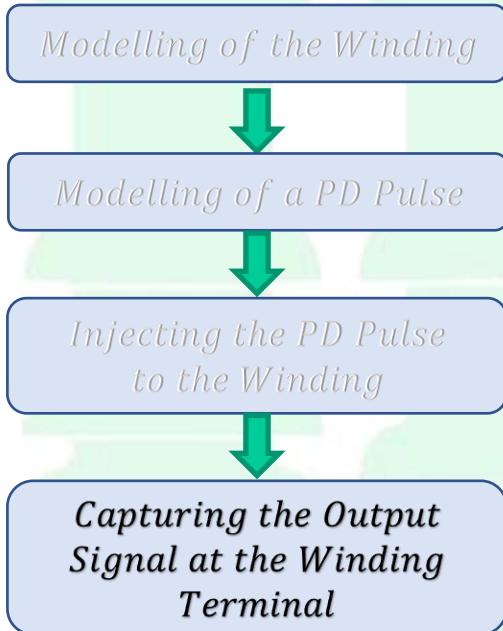 Modelling of the Winding
Modelling of a PD Pulse
Injecting the PD Pulse
to the Winding
Capturing the Output
Signal at the Winding
Terminal